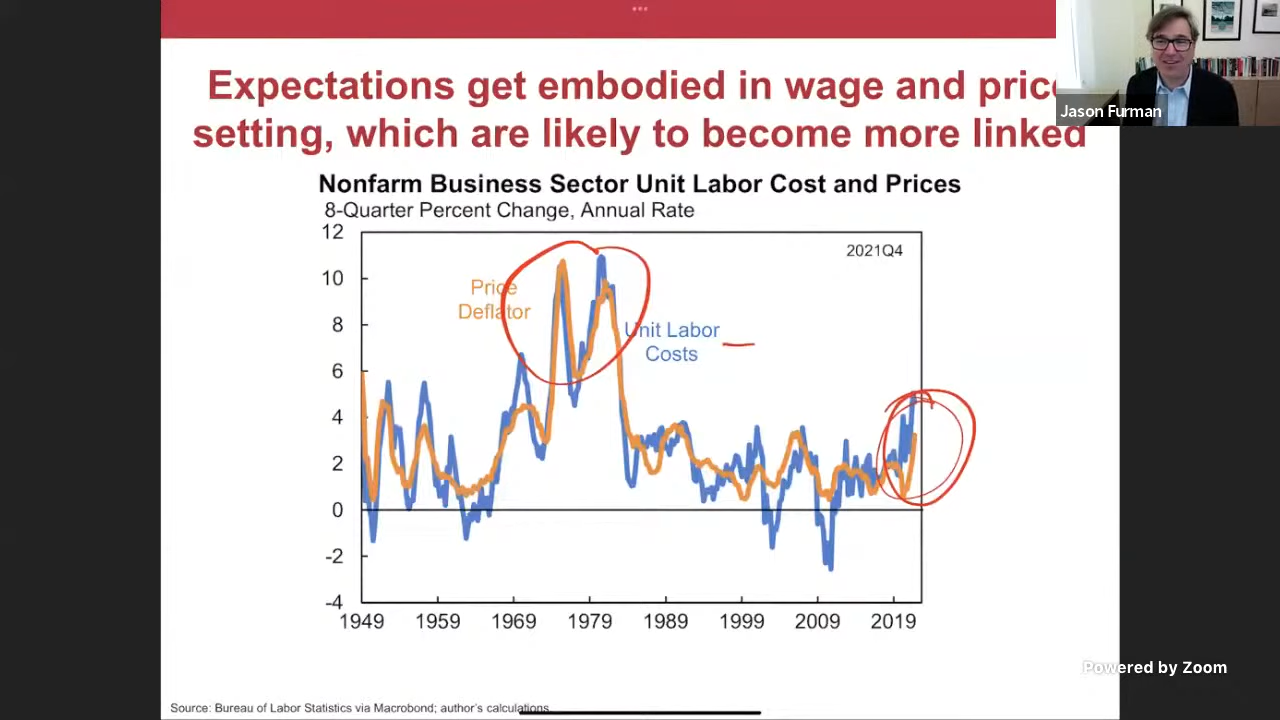 Expectations get embodied in wage and pric
setting, which are likely to become more linked
Jason Furman
Nonfarm Business Sector Unit Labor Cost and Prices
8-Quarter Percent Change, Annual Rate
12
10
8
6
4
2
0
-2
-4
2021Q4
Price
Deflator
Unit Labor
Costs
1949 1959 1969 1979 1989 1999 2009 2019
Powered by Zoom
Source: Bureau of Labor Statistics via Macrobond; author's calculations.